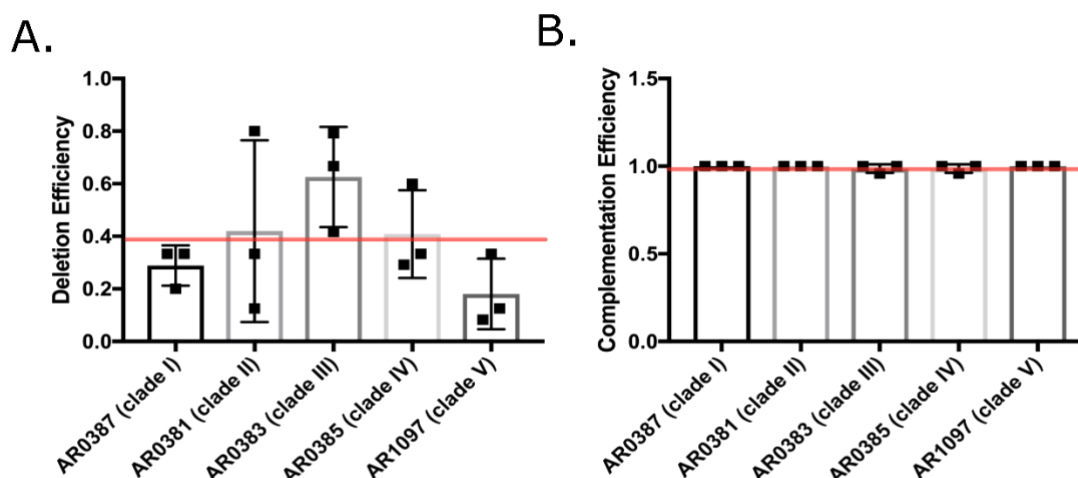 A.
Deletion Efficiency
1.0
0.8
0.6
0.4
0.2
0.0
AR0387 (clade I)
AR0381 (clade II)
AR0383 (clade III)
AR0385 (clade IV)
AR1097 (clade V)
B.
Complementation Efficiency
1.5
1.0
0.5
0.0
AR0387 (clade I)
AR0381 (clade II)
AR0383 (clade III)
AR0385 (clade IV)
AR1097 (clade V)